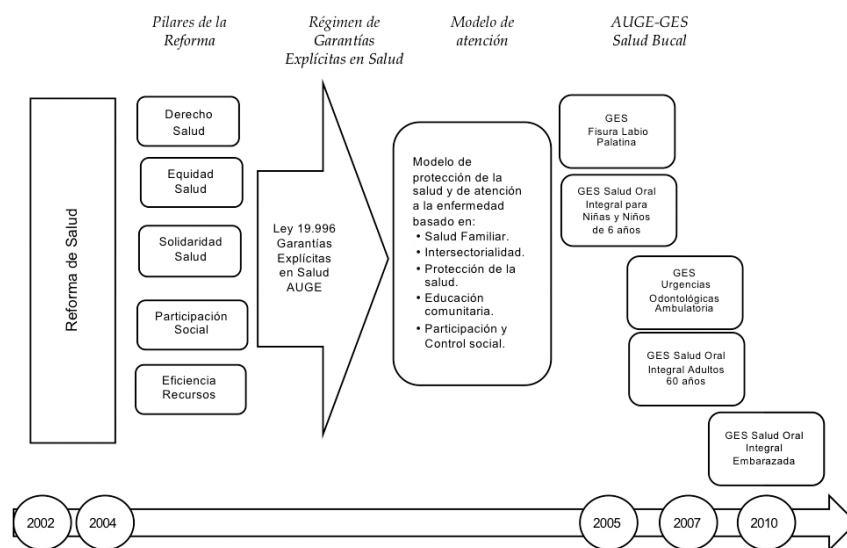 Pilares de la
Reforma
Régimen de
Garantías
Explícitas en Salud
Modelo de
atención
AUGE-GES
Salud Bucal
Reforma de Salud
Derecho
Salud
Equidad
Salud
Solidaridad
Salud
Participación
Social
Eficiencia
Recursos
Ley 19.996
Garantías
Explícitas
en Salud
AUGE
Modelo de
protección de la
salud y de atención
a la enfermedad
basado en:
• Salud Familiar.
• Intersectorialidad.
• Protección de la
salud.
• Educación
comunitaria.
• Participación y
Control social.
GES
Fisura Labio
Palatina
GES Salud Oral
Integral para
Niñas y Niños
de 6 años
GES
Urgencias
Odontológicas
Ambulatoria
GES Salud Oral
Integral Adultos
60 años
GES Salud Oral
Integral
Embarazada
2002
2004
2005
2007
2010